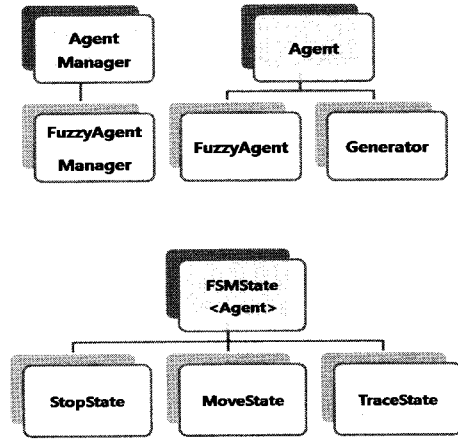 Agent
Manager
Agent
FuzzyAgent
Manager
FuzzyAgent
Generator
FSMState
<Agent>
StopState
MoveState
TraceState